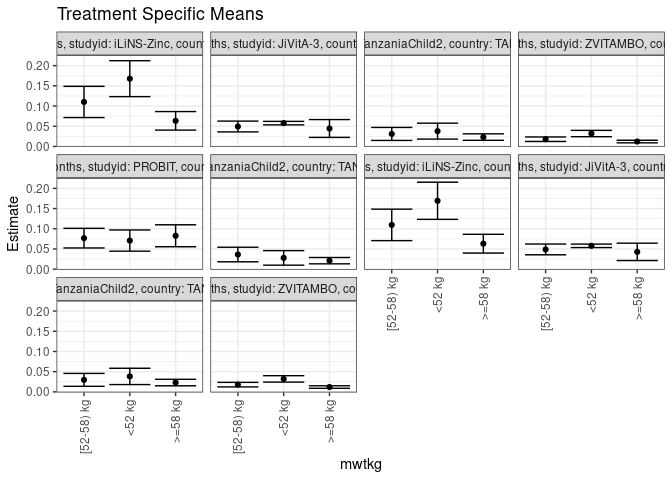 Treatment Specific Means
s, studyid: iLiNS-Zinc, coun
ths, studyid: JiVitA-3, count
anzaniaChild2, country: TAN
ths, studyid: ZVITAMBO, co
0.20
0.15
0.10
0.05
0.00
onths, studyid: PROBIT, cour
anzaniaChild2, country: TAN
s, studyid: iLiNS-Zinc, coun
ths, studyid: JiVitA-3, count
0.20
0.15
0.10
0.05
0.00
Estimate
[52-58) kg
<52 kg
>=58 kg
[52-58) kg
<52 kg
>=58 kg
anzaniaChild2, country: TAN
ths, studyid: ZVITAMBO, co
0.20
0.15
0.10
0.05
0.00
[52-58) kg
<52 kg
>=58 kg
[52-58) kg
<52 kg
>=58 kg
mwtkg